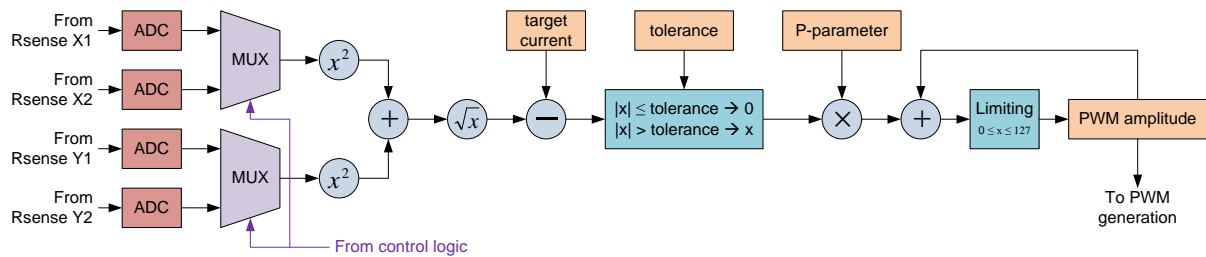 From
Rsense X1
ADC
From
Rsense X2
ADC
MUX
x²
From
Rsense Y1
ADC
From
Rsense Y2
ADC
MUX
x²
From control logic
+
√x
target
current
−
tolerance
|x| ≤ tolerance → 0
|x| > tolerance → x
P-parameter
×
+
Limiting
0 ≤ x ≤ 127
PWM amplitude
To PWM
generation